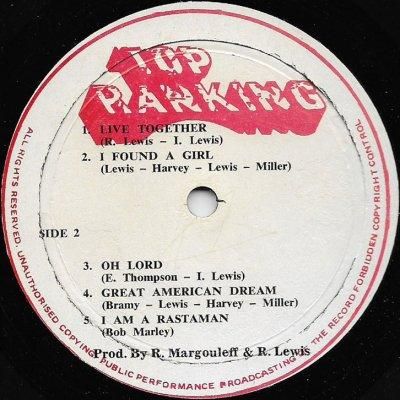 TOP
RANKING
1. LIVE TOGETHER
(R. Lewis - I. Lewis)
2. I FOUND A GIRL
(Lewis - Harvey - Lewis - Miller)
SIDE 2
3. OH LORD
(E. Thompson - I. Lewis)
4. GREAT AMERICAN DREAM
(Bramy - Lewis - Harvey - Miller)
5. I AM A RASTAMAN
(Bob Marley)
Prod. By R. Margouleff & R. Lewis
ALL RIGHTS RESERVED. UNAUTHORISED COPYING PUBLIC PERFORMANCE BROADCASTING OF THE RECORD FORBIDDEN COPYRIGHT CONTROL